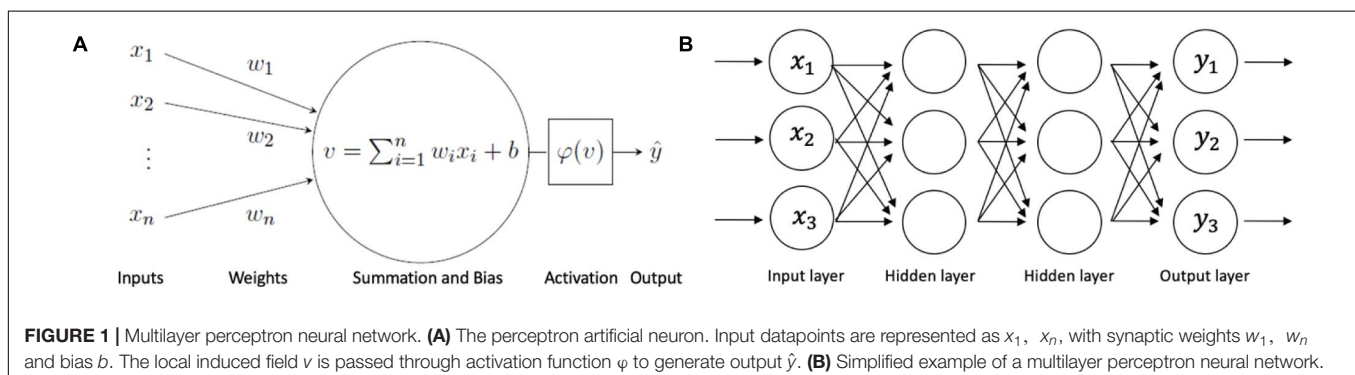 A
x₁
w₁
x₂
w₂
⋮
xₙ
wₙ
v = ∑ⁿᵢ₌₁ wᵢxᵢ + b
φ(v)
ŷ
Inputs Weights Summation and Bias Activation Output
B
x₁ y₁
x₂ y₂
x₃ y₃
Input layer Hidden layer Hidden layer Output layer
FIGURE 1 | Multilayer perceptron neural network. (A) The perceptron artificial neuron. Input datapoints are represented as x₁, xₙ, with synaptic weights w₁, wₙ
and bias b. The local induced field v is passed through activation function φ to generate output ŷ. (B) Simplified example of a multilayer perceptron neural network.